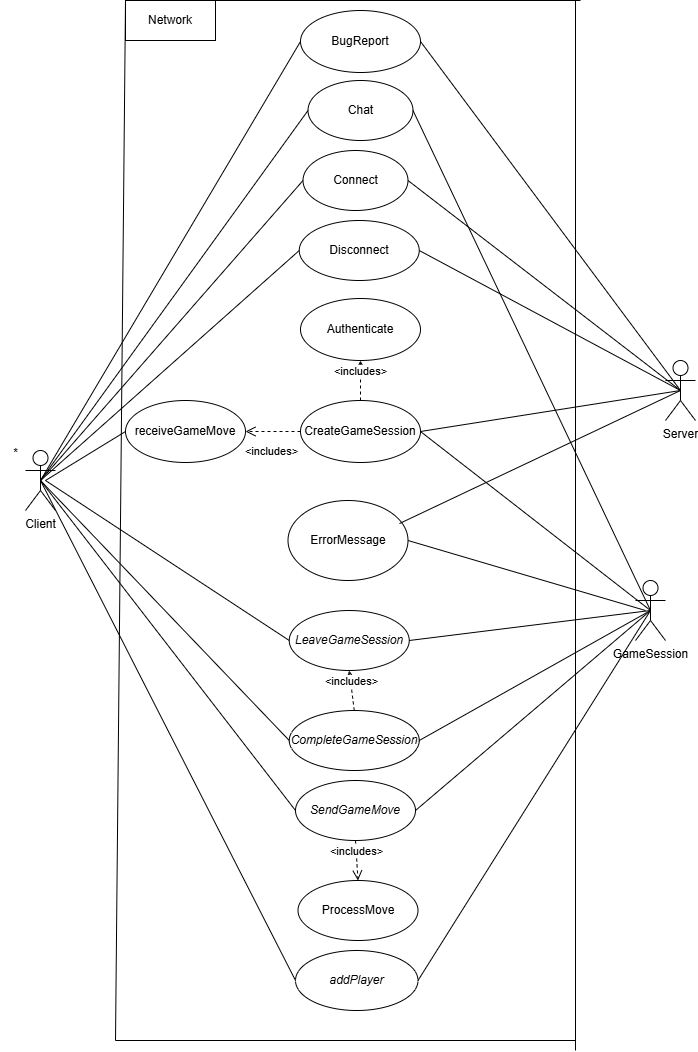 Network
BugReport
Chat
Connect
Disconnect
Authenticate
<includes>
receiveGameMove
CreateGameSession
<includes>
*
Client
Server
ErrorMessage
LeaveGameSession
GameSession
<includes>
CompleteGameSession
SendGameMove
<includes>
ProcessMove
addPlayer